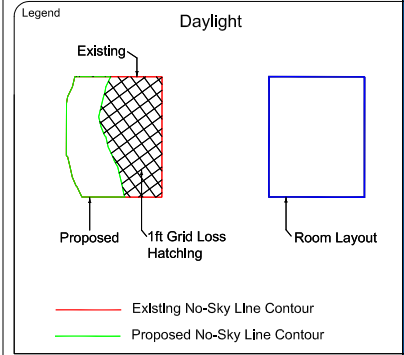 Legend
Daylight
Existing
Proposed
1ft Grid Loss
Hatching
Room Layout
Existing No-Sky Line Contour
Proposed No-Sky Line Contour